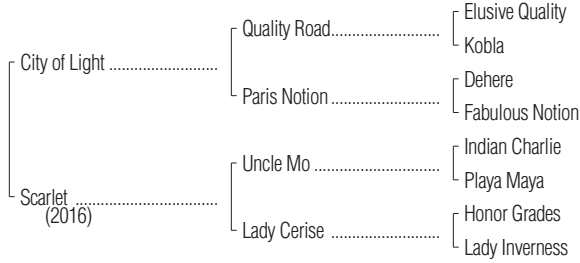 Elusive Quality
Quality Road
Kobla
City of Light
Dehere
Paris Notion
Fabulous Notion
Indian Charlie
Uncle Mo
Playa Maya
Scarlet
(2016)
Honor Grades
Lady Cerise
Lady Inverness